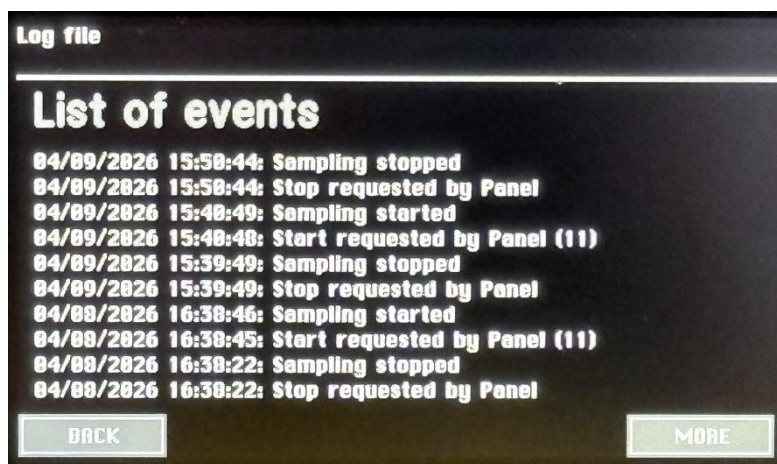 Log file
List of events
04/09/2026 15:50:44: Sampling stopped
04/09/2026 15:50:44: Stop requested by Panel
04/09/2026 15:40:49: Sampling started
04/09/2026 15:40:48: Start requested by Panel (11)
04/09/2026 15:39:49: Sampling stopped
04/09/2026 15:39:49: Stop requested by Panel
04/08/2026 16:38:46: Sampling started
04/08/2026 16:38:45: Start requested by Panel (11)
04/08/2026 16:38:22: Sampling stopped
04/08/2026 16:38:22: Stop requested by Panel
BACK MORE